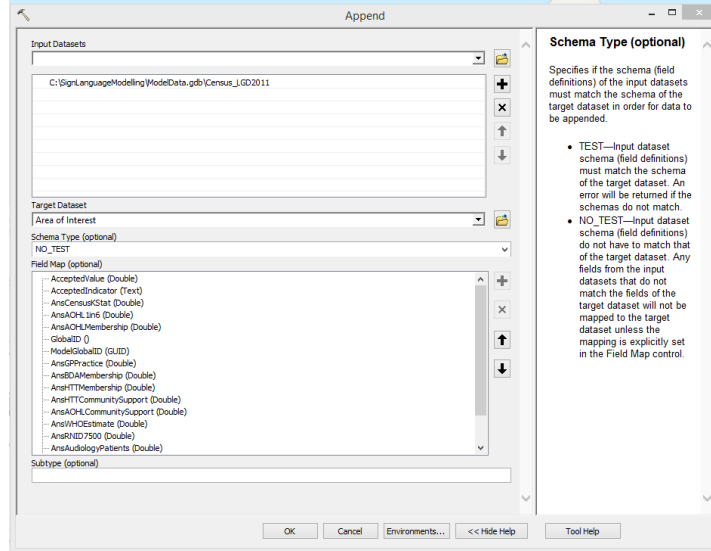 Append
Input Datasets
C:\SignLanguageModelling\ModelData.gdb\Census_LGD2011
Target Dataset
Area of Interest
Schema Type (optional)
NO_TEST
Field Map (optional)
AcceptedValue (Double)
AcceptedIndicator (Text)
AnsCensusKStat (Double)
AnsAOHL1in6 (Double)
AnsAOHLMembership (Double)
GlobalID ()
ModelGlobalID (GUID)
AnsGPPractice (Double)
AnsBDAMembership (Double)
AnsHTTMembership (Double)
AnsHTTCommunitySupport (Double)
AnsAOHLCommunitySupport (Double)
AnsWHOEstimate (Double)
AnsRNID7500 (Double)
AnsAudiologyPatients (Double)
Subtype (optional)
OK
Cancel
Environments...
<< Hide Help
Tool Help
Schema Type (optional)
Specifies if the schema (field
definitions) of the input datasets
must match the schema of the
target dataset in order for data to
be appended.
• TEST—Input dataset
schema (field definitions)
must match the schema
of the target dataset. An
error will be returned if the
schemas do not match.
• NO_TEST—Input dataset
schema (field definitions)
do not have to match that
of the target dataset. Any
fields from the input
datasets that do not
match the fields of the
target dataset will not be
mapped to the target
dataset unless the
mapping is explicitly set
in the Field Map control.